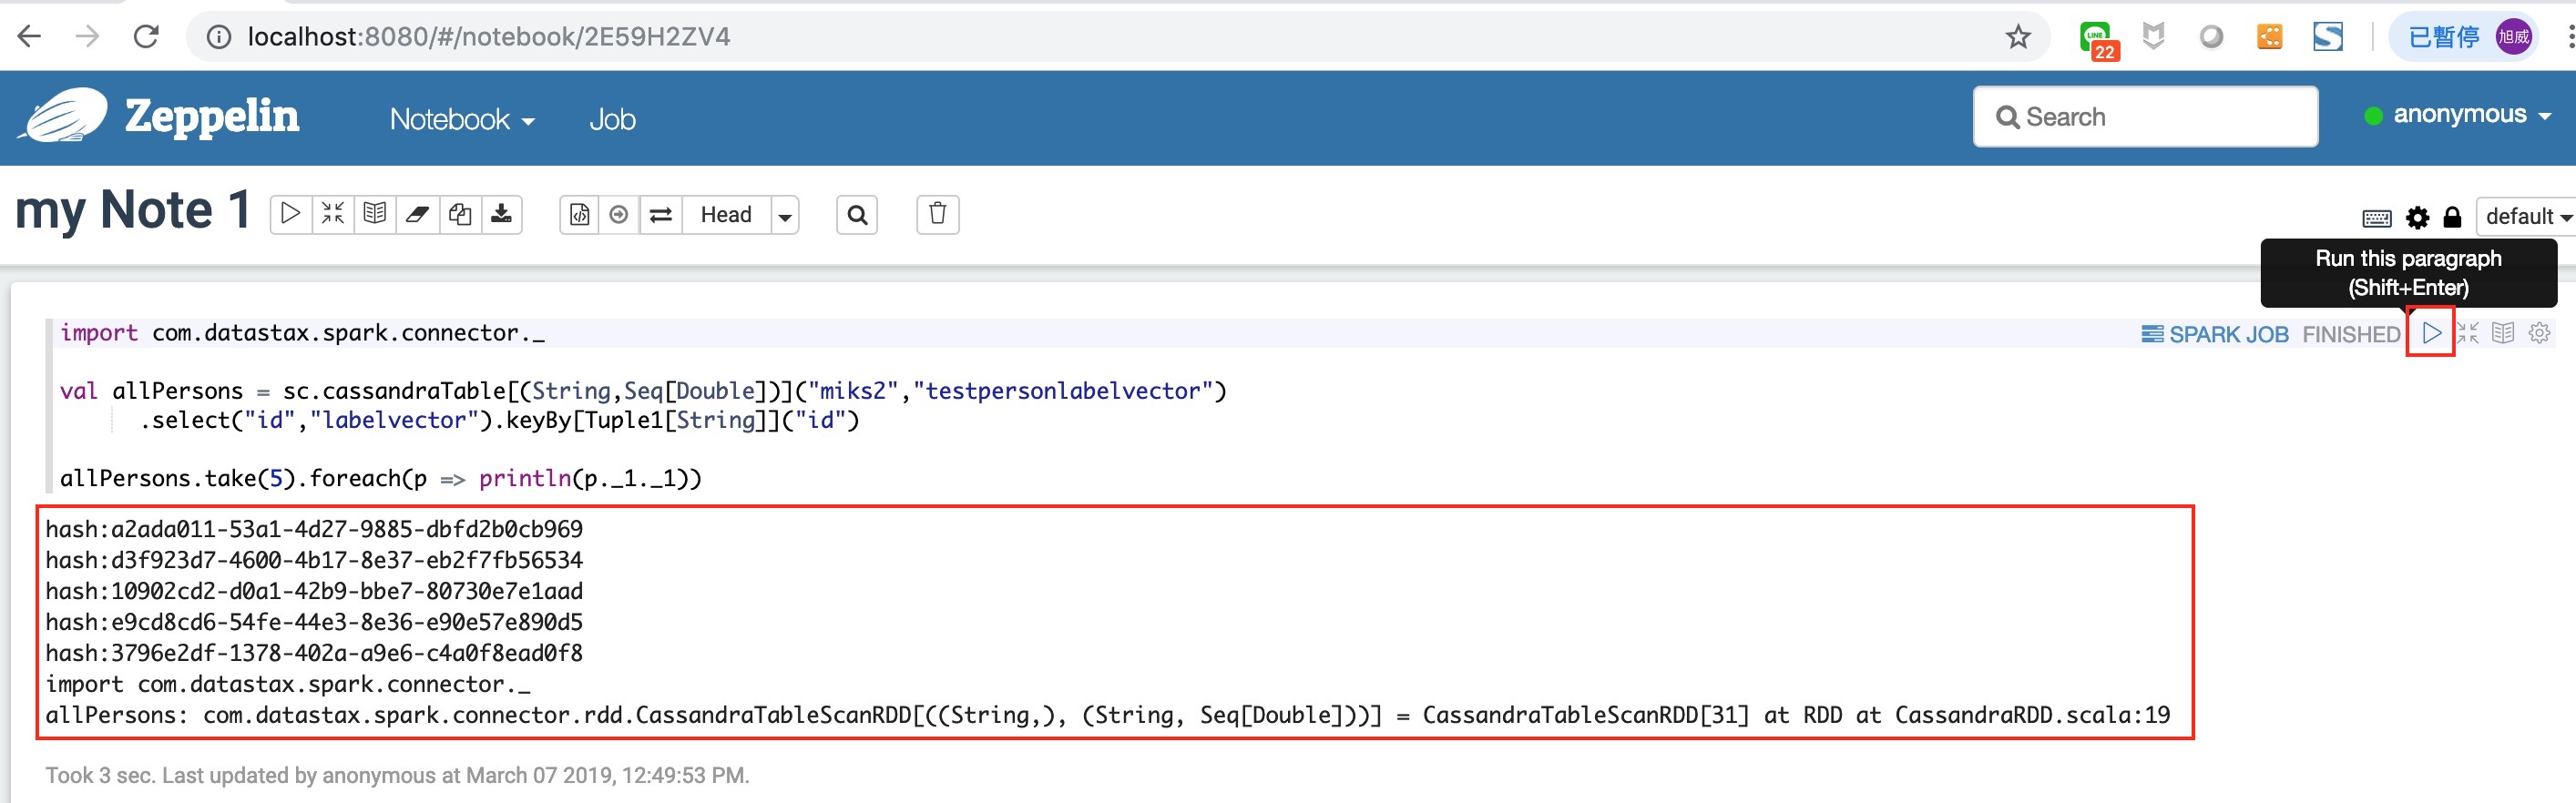 localhost:8080/#/notebook/2E59H2ZV4
22
已暫停
旭威
Zeppelin
Notebook
Job
Search
anonymous
my Note 1
Head
default
Run this paragraph
(Shift+Enter)
import com.datastax.spark.connector._
SPARK JOB FINISHED
val allPersons = sc.cassandraTable[(String,Seq[Double])]("miks2","testpersonlabelvector")
.select("id","labelvector").keyBy[Tuple1[String]]("id")
allPersons.take(5).foreach(p => println(p._1._1))
hash:a2ada011-53a1-4d27-9885-dbfd2b0cb969
hash:d3f923d7-4600-4b17-8e37-eb2f7fb56534
hash:10902cd2-d0a1-42b9-bbe7-80730e7e1aad
hash:e9cd8cd6-54fe-44e3-8e36-e90e57e890d5
hash:3796e2df-1378-402a-a9e6-c4a0f8ead0f8
import com.datastax.spark.connector._
allPersons: com.datastax.spark.connector.rdd.CassandraTableScanRDD[((String,), (String, Seq[Double]))] = CassandraTableScanRDD[31] at RDD at CassandraRDD.scala:19
Took 3 sec. Last updated by anonymous at March 07 2019, 12:49:53 PM.